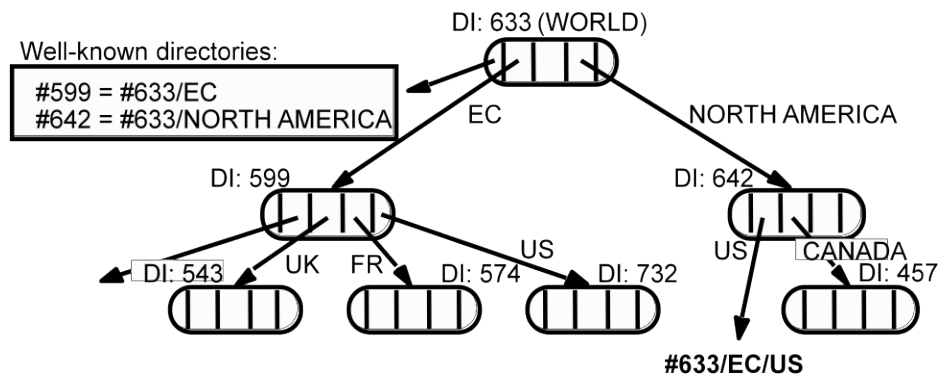 DI: 633 (WORLD)
Well-known directories:
#599 = #633/EC
#642 = #633/NORTH AMERICA
EC
NORTH AMERICA
DI: 599
DI: 642
US
US
CANADA
DI: 543
UK
FR
DI: 574
DI: 732
DI: 457
#633/EC/US